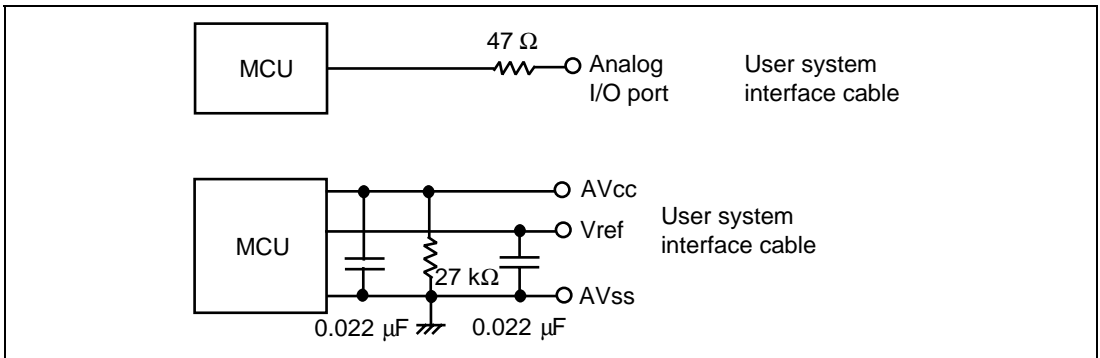 47 Ω
MCU
Analog
I/O port
User system
interface cable
AVcc
Vref
User system
interface cable
MCU
27 kΩ
AVss
0.022 μF
0.022 μF